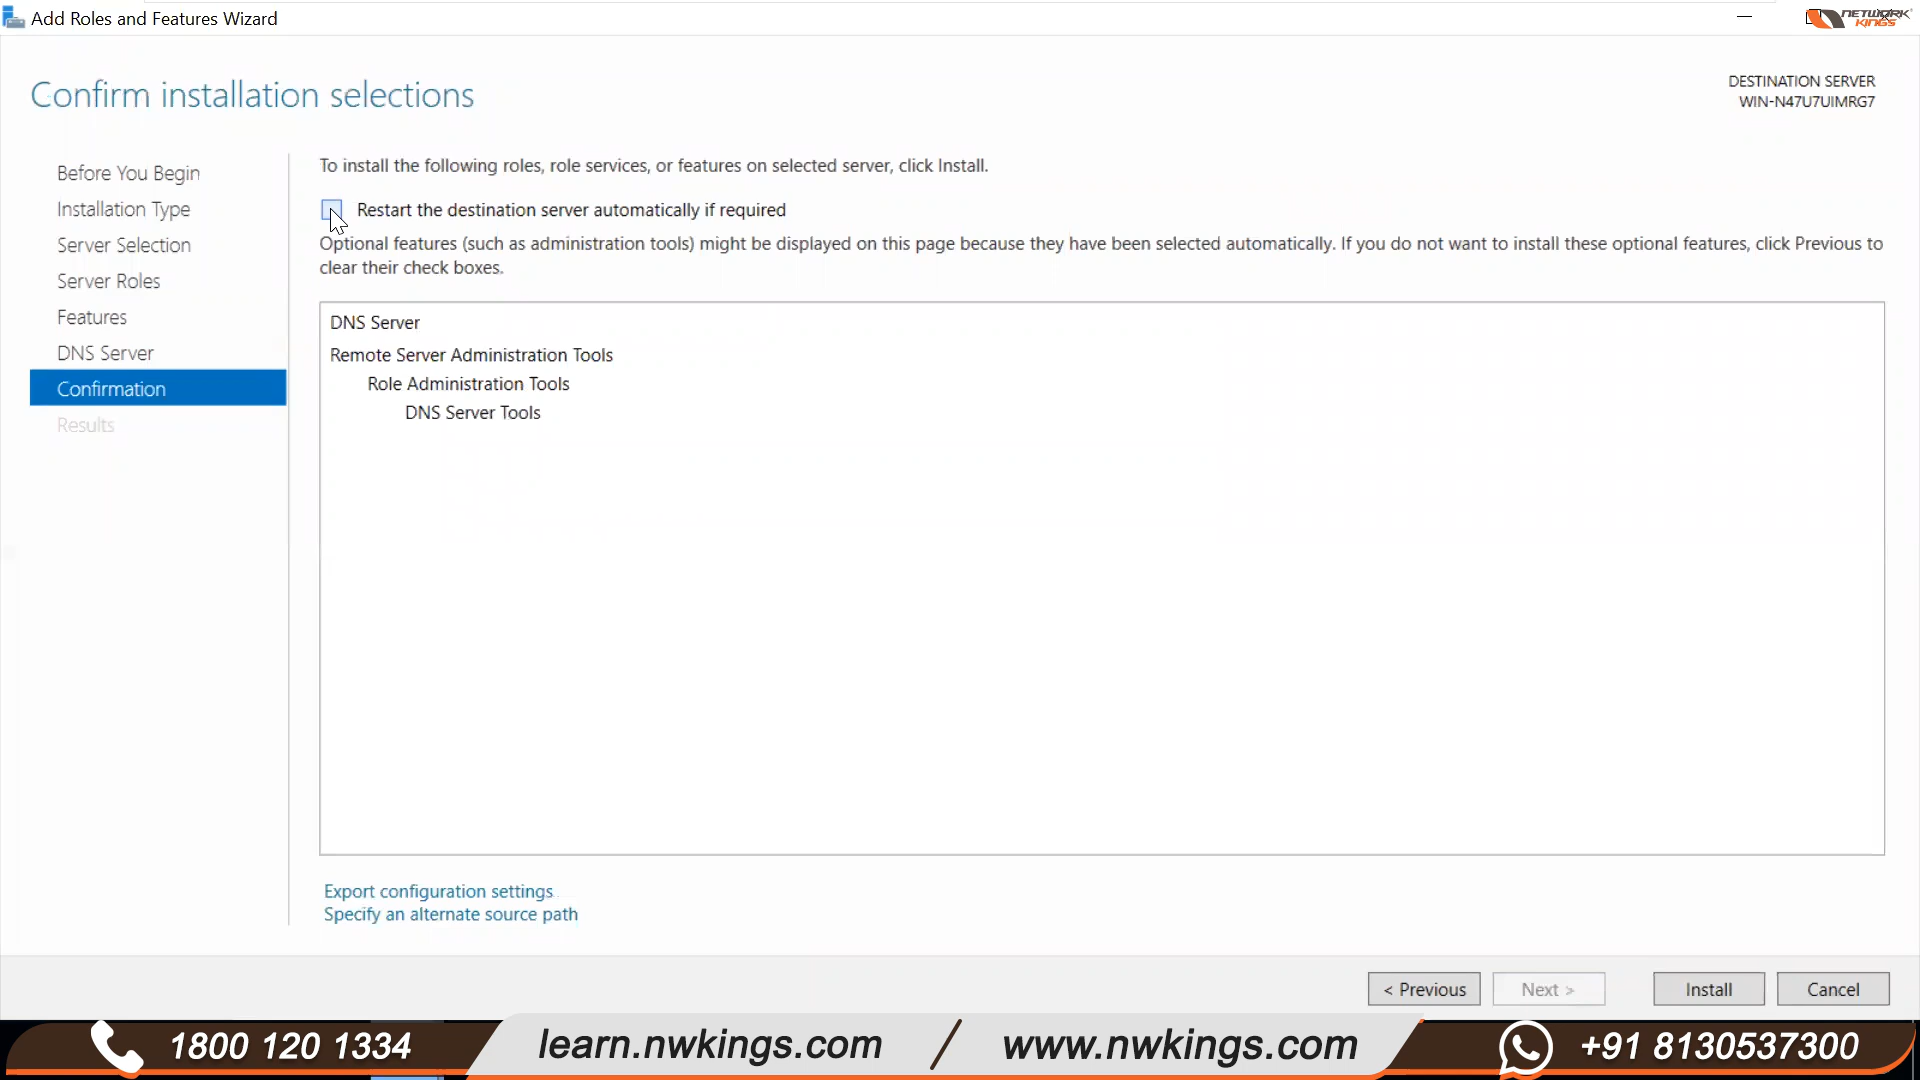 Add Roles and Features Wizard
NETWORK
KINGS
Confirm installation selections
DESTINATION SERVER
WIN-N47U7UIMRG7
Before You Begin
Installation Type
Server Selection
Server Roles
Features
DNS Server
Confirmation
Results
To install the following roles, role services, or features on selected server, click Install.
Restart the destination server automatically if required
Optional features (such as administration tools) might be displayed on this page because they have been selected automatically. If you do not want to install these optional features, click Previous to
clear their check boxes.
DNS Server
Remote Server Administration Tools
Role Administration Tools
DNS Server Tools
Export configuration settings
Specify an alternate source path
< Previous
Next >
Install
Cancel
1800 120 1334
learn.nwkings.com / www.nwkings.com
+91 8130537300